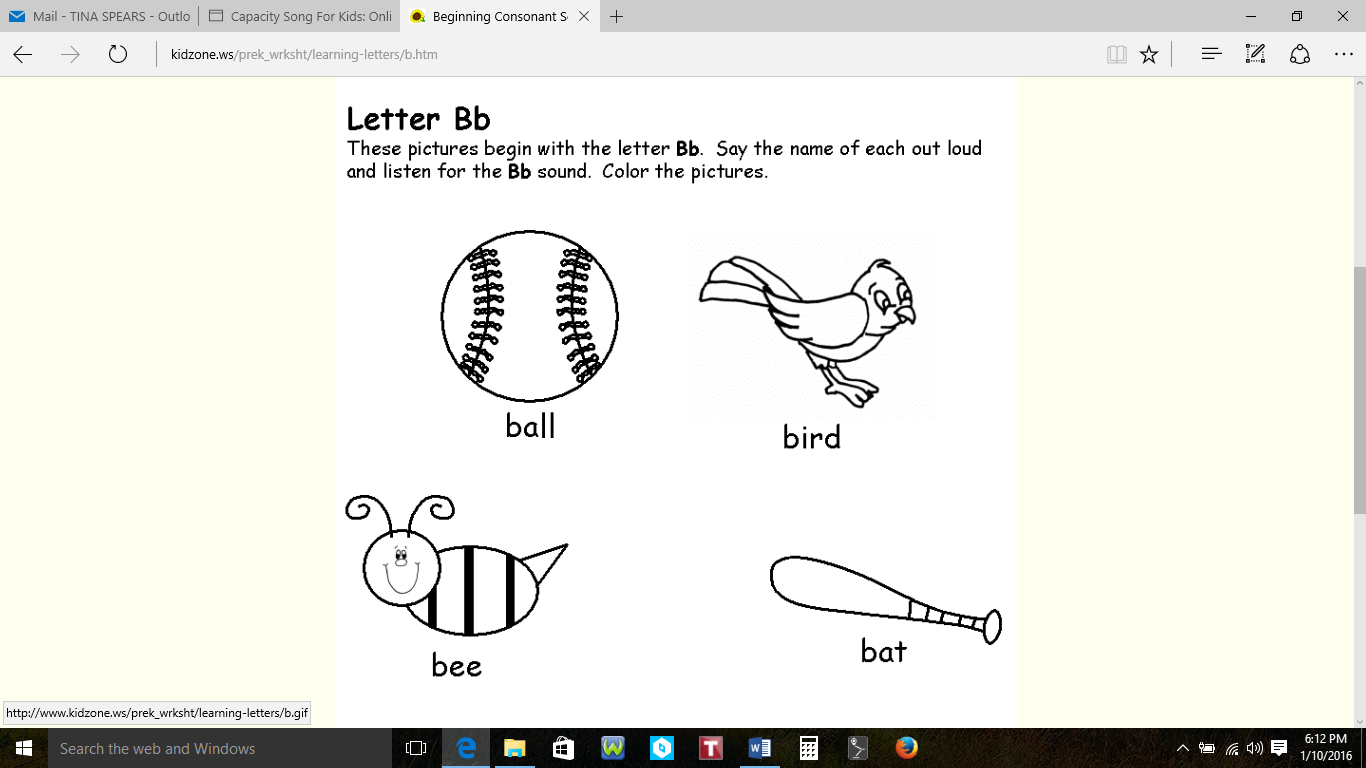 Mail - TINA SPEARS - Outlo
Capacity Song For Kids: Onli
Beginning Consonant S
kidzone.ws/prek_wrksht/learning-letters/b.htm
Letter Bb
These pictures begin with the letter Bb. Say the name of each out loud
and listen for the Bb sound. Color the pictures.
ball
bird
bee
bat
http://www.kidzone.ws/prek_wrksht/learning-letters/b.gif
Search the web and Windows
6:12 PM
1/10/2016